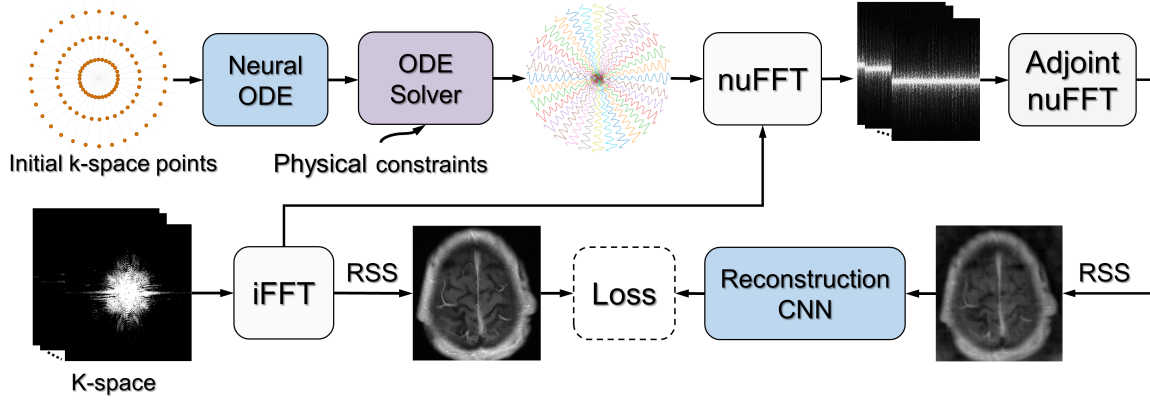 Initial k-space points
Neural
ODE
ODE
Solver
Physical constraints
nuFFT
Adjoint
nuFFT
K-space
iFFT
RSS
Loss
Reconstruction
CNN
RSS